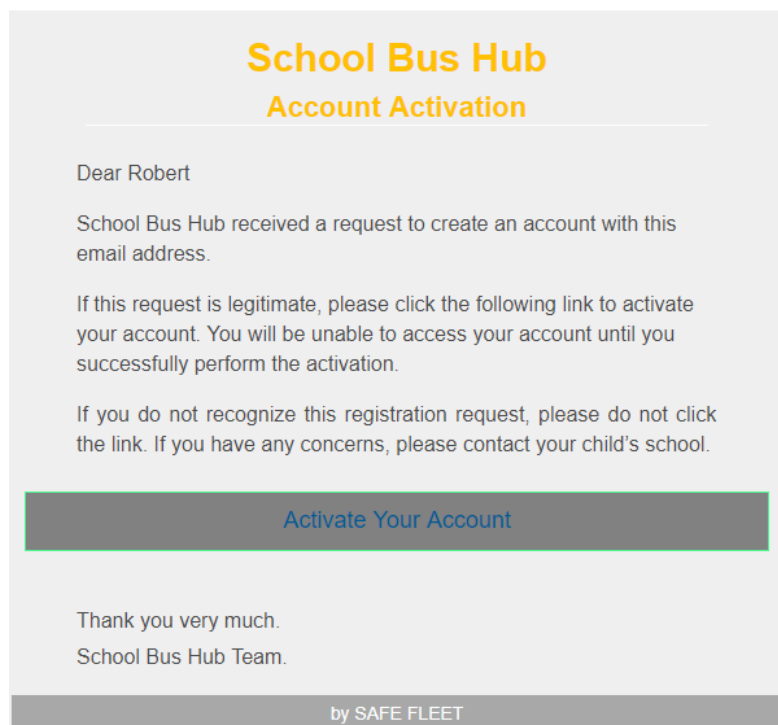 School Bus Hub
Account Activation
Dear Robert
School Bus Hub received a request to create an account with this
email address.
If this request is legitimate, please click the following link to activate
your account. You will be unable to access your account until you
successfully perform the activation.
If you do not recognize this registration request, please do not click
the link. If you have any concerns, please contact your child’s school.
Activate Your Account
Thank you very much.
School Bus Hub Team.
by SAFE FLEET